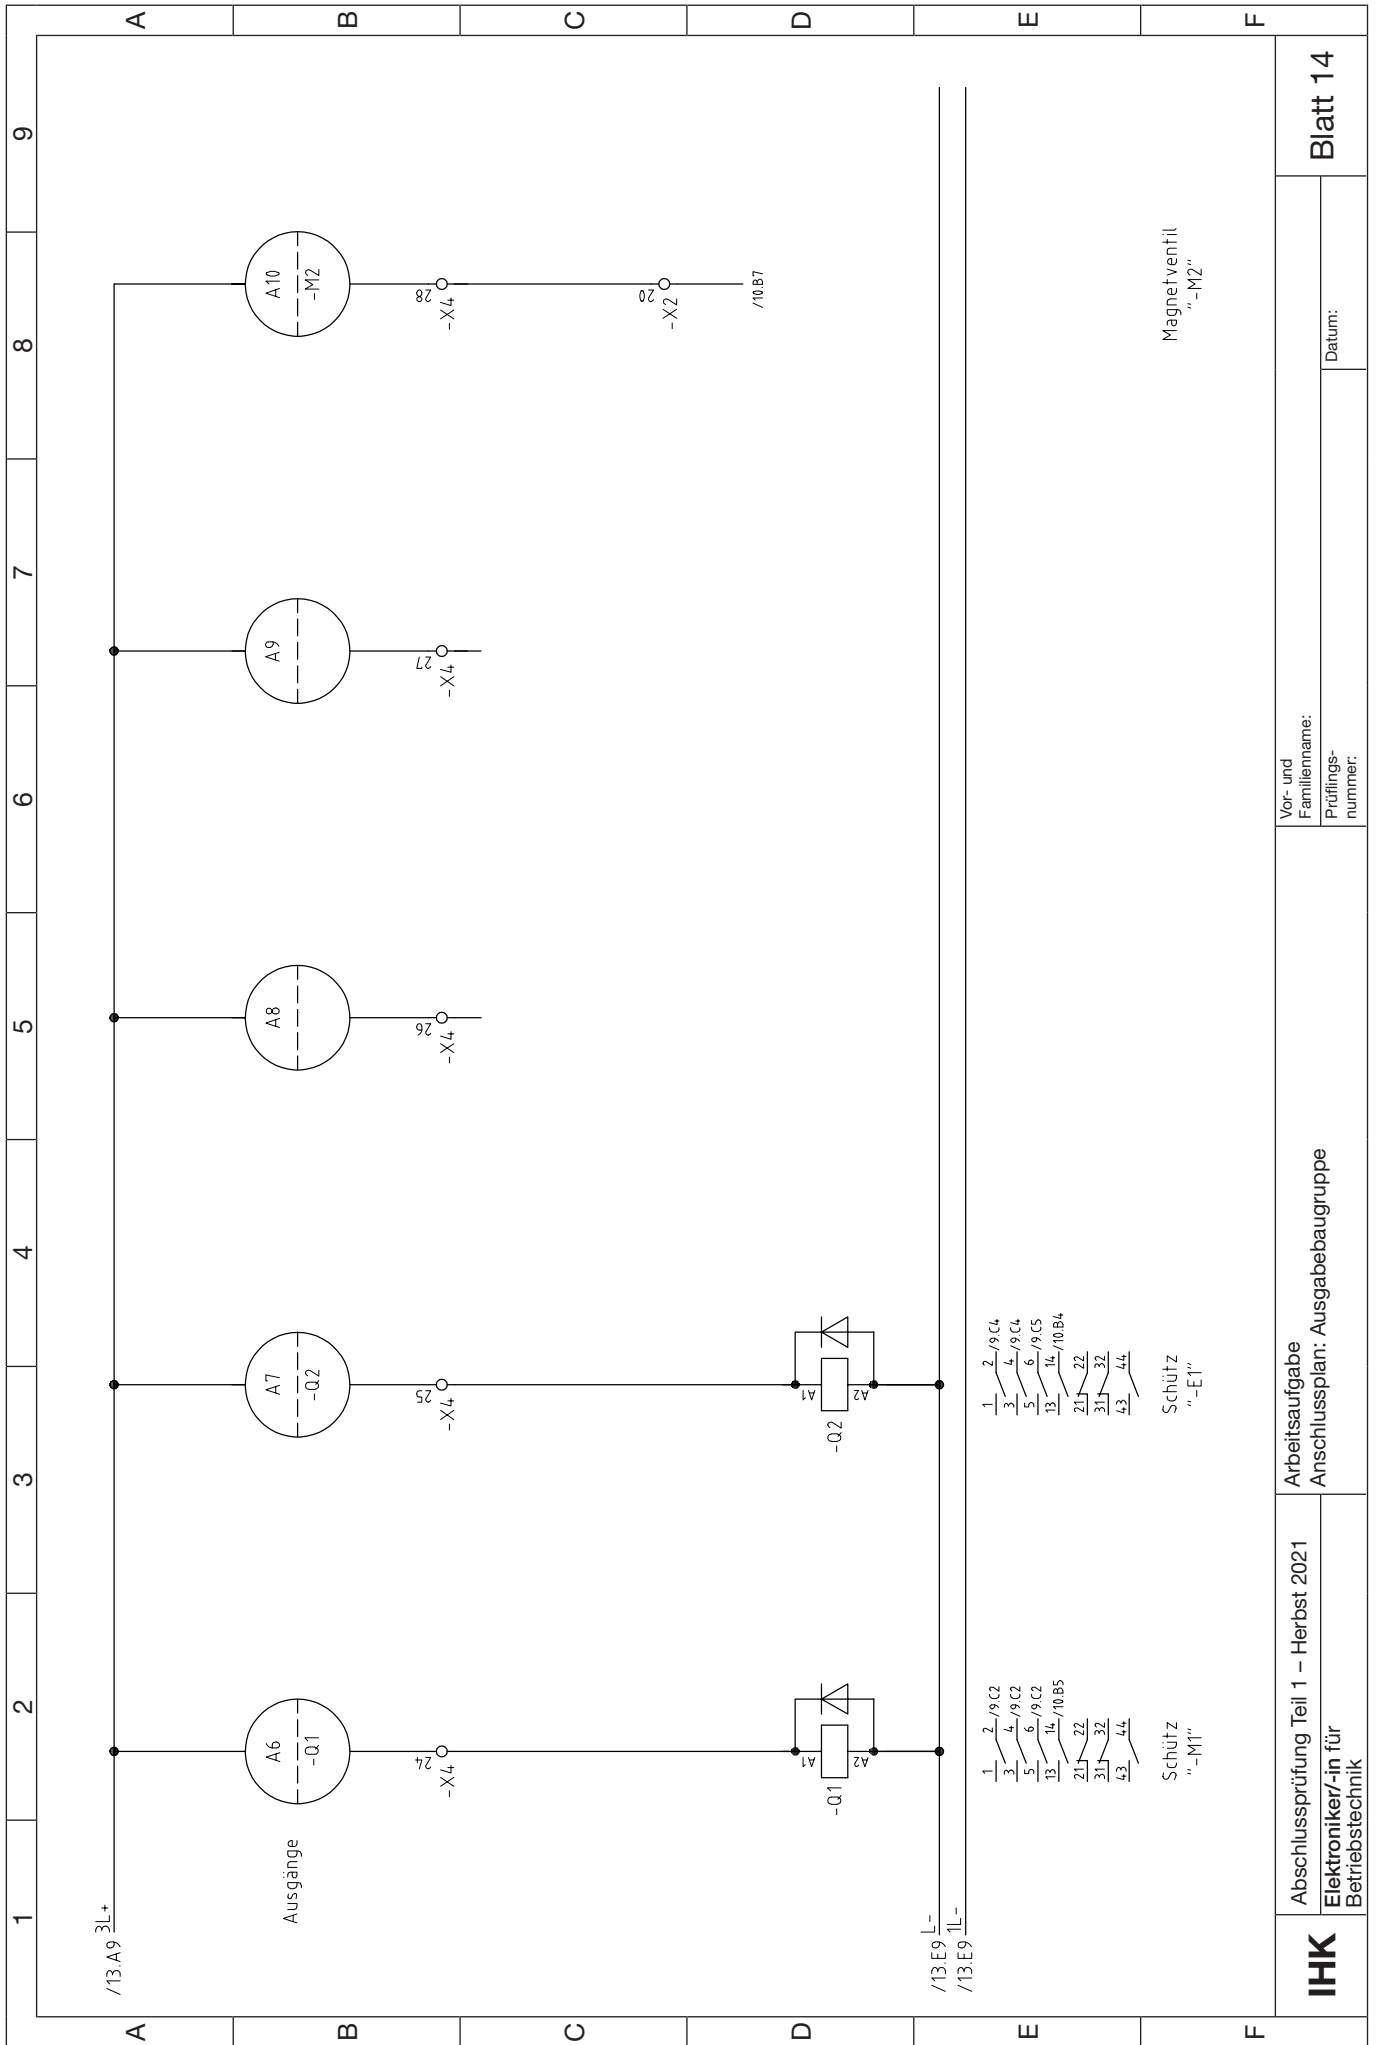 1 2 3 4 5 6 7 8 9
A A
B B
C C
D D
E E
F F
/13.A9 3L+
Ausgänge
A6
-Q1
A7
-Q2
A8
A9
A10
-M2
-X4 24
-X4 25
-X4 26
-X4 27
-X4 28
-X2 20
/10.B7
-Q1 A1 A2
-Q2 A1 A2
/13.E9 L-
/13.E9 1L-
1 2 /9.C2
3 4 /9.C2
5 6 /9.C2
13 14 /10.B5
21 22
31 32
43 44
1 2 /9.C4
3 4 /9.C4
5 6 /9.C5
13 14 /10.B4
21 22
31 32
43 44
Schütz
"-M1"
Schütz
"-E1"
Magnetventil
"-M2"
IHK
Abschlussprüfung Teil 1 – Herbst 2021
Elektroniker/-in für
Betriebstechnik
Arbeitsaufgabe
Anschlussplan: Ausgabebaugruppe
Vor- und
Familienname:
Prüflings-
nummer:
Datum:
Blatt 14